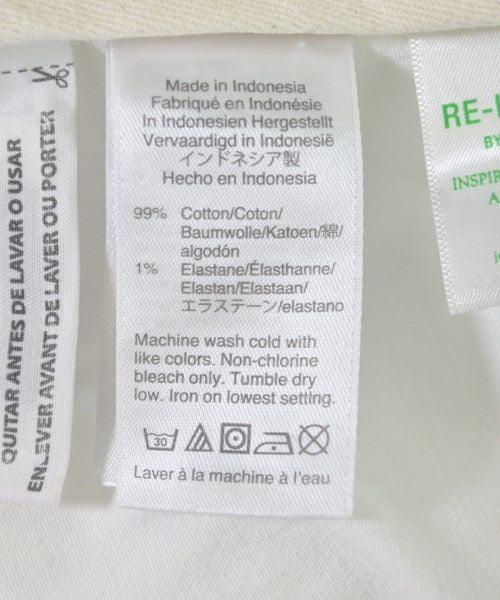 QUITAR ANTES DE LAVAR O USAR
ENLEVER AVANT DE LAVER OU PORTER
Made in Indonesia
Fabriqué en Indonésie
In Indonesien Hergestellt
Vervaardigd in Indonesië
インドネシア製
Hecho en Indonesia
99% Cotton/Coton/
Baumwolle/Katoen/綿/
algodón
1% Elastane/Élasthanne/
Elastan/Elastaan/
エラステーン/elastano
Machine wash cold with
like colors. Non-chlorine
bleach only. Tumble dry
low. Iron on lowest setting.
30
Laver à la machine à l'eau
RE-
BY
INSPIR
A